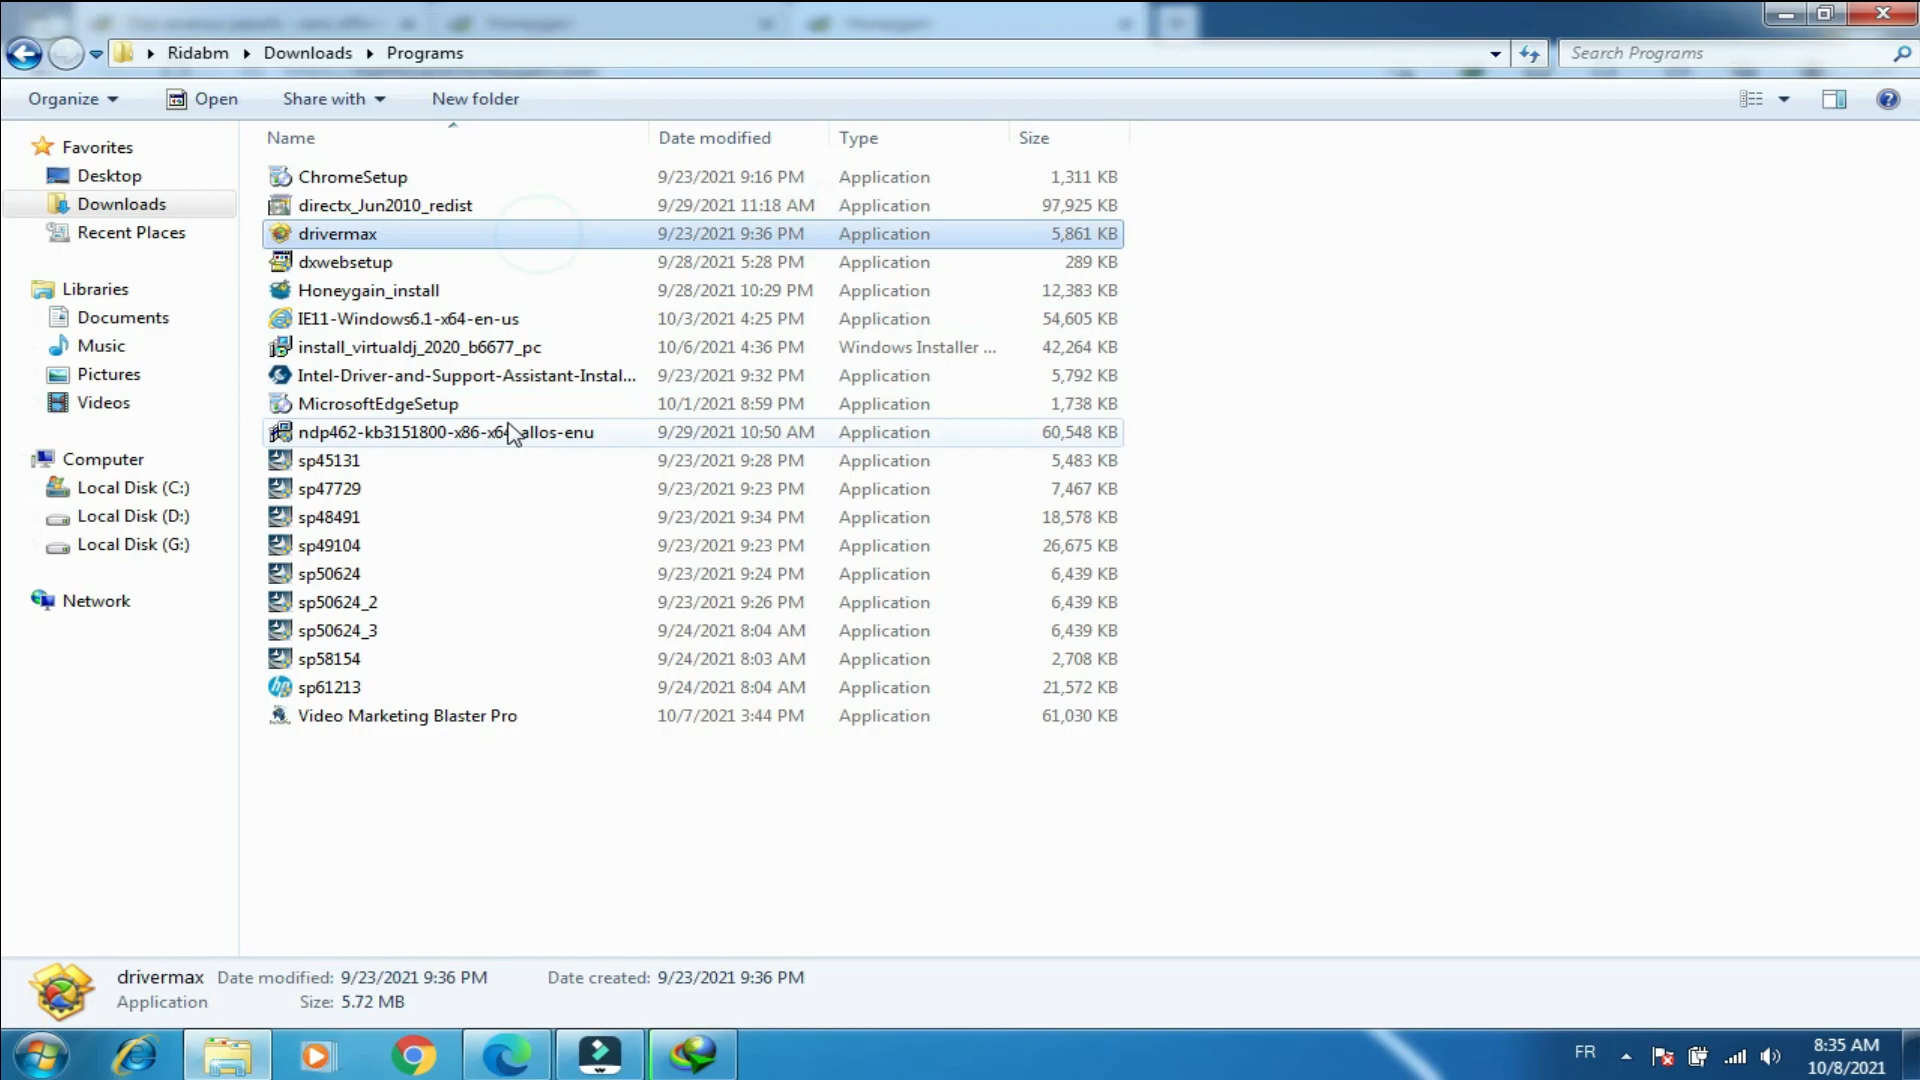 Ridabm Downloads Programs
Search Programs
Organize Open Share with New folder
Name Date modified Type Size
Favorites
Desktop
Downloads
Recent Places
Libraries
Documents
Music
Pictures
Videos
Computer
Local Disk (C:)
Local Disk (D:)
Local Disk (G:)
Network
ChromeSetup 9/23/2021 9:16 PM Application 1,311 KB
directx_Jun2010_redist 9/29/2021 11:18 AM Application 97,925 KB
drivermax 9/23/2021 9:36 PM Application 5,861 KB
dxwebsetup 9/28/2021 5:28 PM Application 289 KB
Honeygain_install 9/28/2021 10:29 PM Application 12,383 KB
IE11-Windows6.1-x64-en-us 10/3/2021 4:25 PM Application 54,605 KB
install_virtualdj_2020_b6677_pc 10/6/2021 4:36 PM Windows Installer ... 42,264 KB
Intel-Driver-and-Support-Assistant-Instal... 9/23/2021 9:32 PM Application 5,792 KB
MicrosoftEdgeSetup 10/1/2021 8:59 PM Application 1,738 KB
ndp462-kb3151800-x86-x64-allos-enu 9/29/2021 10:50 AM Application 60,548 KB
sp45131 9/23/2021 9:28 PM Application 5,483 KB
sp47729 9/23/2021 9:23 PM Application 7,467 KB
sp48491 9/23/2021 9:34 PM Application 18,578 KB
sp49104 9/23/2021 9:23 PM Application 26,675 KB
sp50624 9/23/2021 9:24 PM Application 6,439 KB
sp50624_2 9/23/2021 9:26 PM Application 6,439 KB
sp50624_3 9/24/2021 8:04 AM Application 6,439 KB
sp58154 9/24/2021 8:03 AM Application 2,708 KB
sp61213 9/24/2021 8:04 AM Application 21,572 KB
Video Marketing Blaster Pro 10/7/2021 3:44 PM Application 61,030 KB
drivermax Date modified: 9/23/2021 9:36 PM Date created: 9/23/2021 9:36 PM
Application Size: 5.72 MB
FR
8:35 AM
10/8/2021